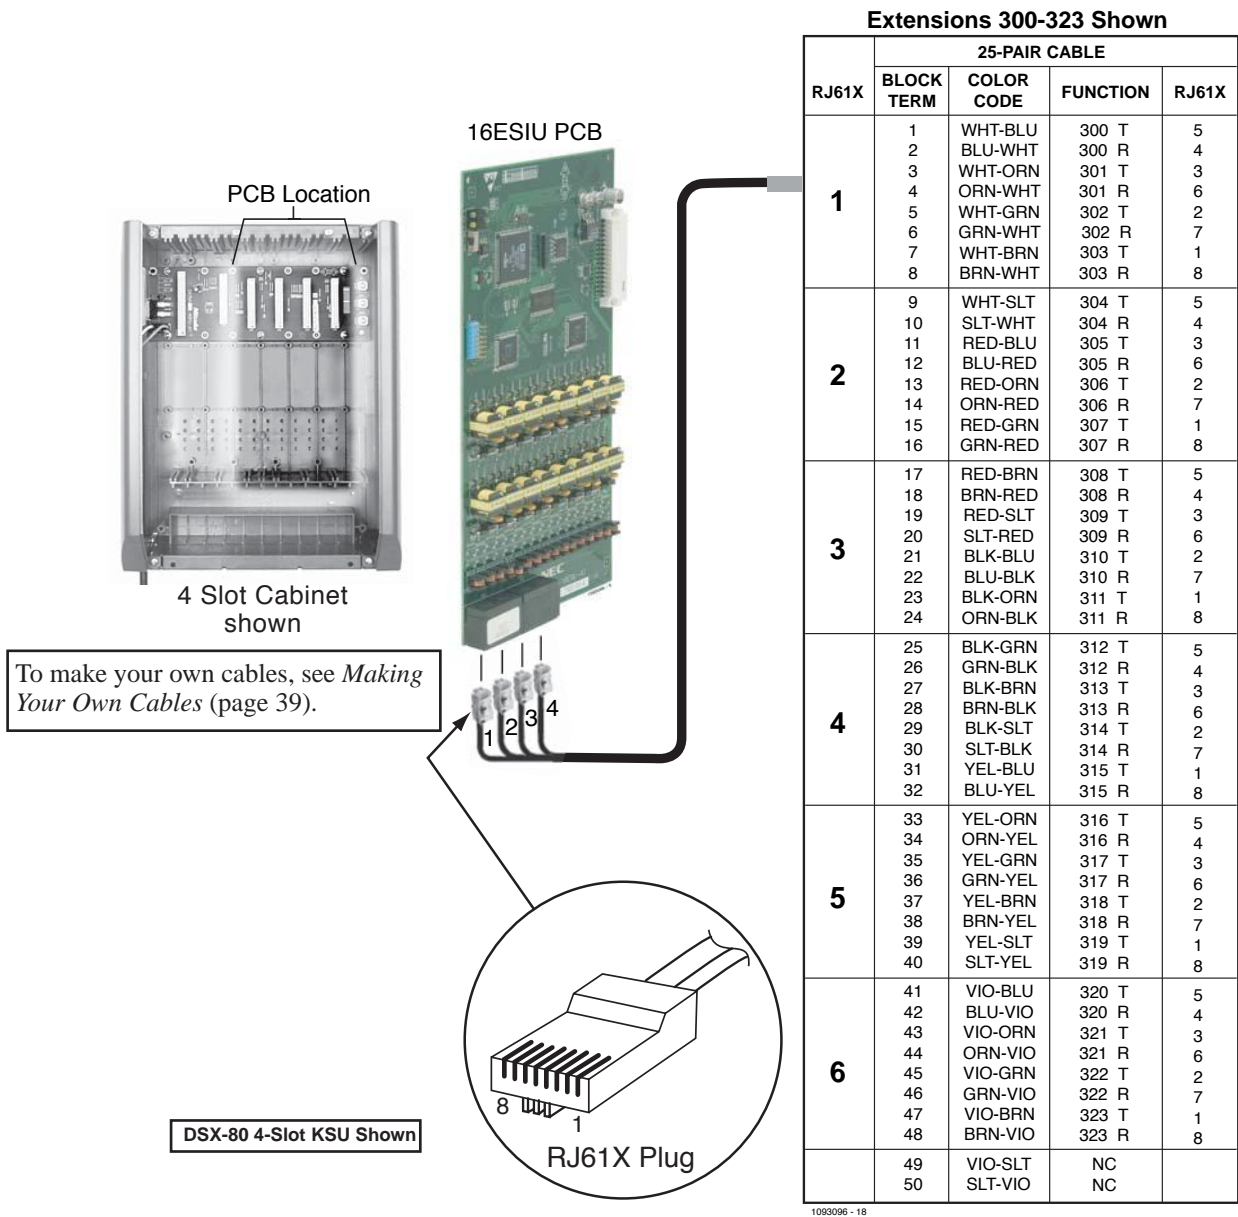 Extensions 300-323 Shown
25-PAIR CABLE
RJ61X BLOCK TERM COLOR CODE FUNCTION RJ61X
1
1 WHT-BLU 300 T 5
2 BLU-WHT 300 R 4
3 WHT-ORN 301 T 3
4 ORN-WHT 301 R 6
5 WHT-GRN 302 T 2
6 GRN-WHT 302 R 7
7 WHT-BRN 303 T 1
8 BRN-WHT 303 R 8
2
9 WHT-SLT 304 T 5
10 SLT-WHT 304 R 4
11 RED-BLU 305 T 3
12 BLU-RED 305 R 6
13 RED-ORN 306 T 2
14 ORN-RED 306 R 7
15 RED-GRN 307 T 1
16 GRN-RED 307 R 8
3
17 RED-BRN 308 T 5
18 BRN-RED 308 R 4
19 RED-SLT 309 T 3
20 SLT-RED 309 R 6
21 BLK-BLU 310 T 2
22 BLU-BLK 310 R 7
23 BLK-ORN 311 T 1
24 ORN-BLK 311 R 8
4
25 BLK-GRN 312 T 5
26 GRN-BLK 312 R 4
27 BLK-BRN 313 T 3
28 BRN-BLK 313 R 6
29 BLK-SLT 314 T 2
30 SLT-BLK 314 R 7
31 YEL-BLU 315 T 1
32 BLU-YEL 315 R 8
5
33 YEL-ORN 316 T 5
34 ORN-YEL 316 R 4
35 YEL-GRN 317 T 3
36 GRN-YEL 317 R 6
37 YEL-BRN 318 T 2
38 BRN-YEL 318 R 7
39 YEL-SLT 319 T 1
40 SLT-YEL 319 R 8
6
41 VIO-BLU 320 T 5
42 BLU-VIO 320 R 4
43 VIO-ORN 321 T 3
44 ORN-VIO 321 R 6
45 VIO-GRN 322 T 2
46 GRN-VIO 322 R 7
47 VIO-BRN 323 T 1
48 BRN-VIO 323 R 8
49 VIO-SLT NC
50 SLT-VIO NC
1093096 - 18
16ESIU PCB
PCB Location
4 Slot Cabinet
shown
NEC
To make your own cables, see Making
Your Own Cables (page 39).
1 2 3 4
8 1
RJ61X Plug
DSX-80 4-Slot KSU Shown